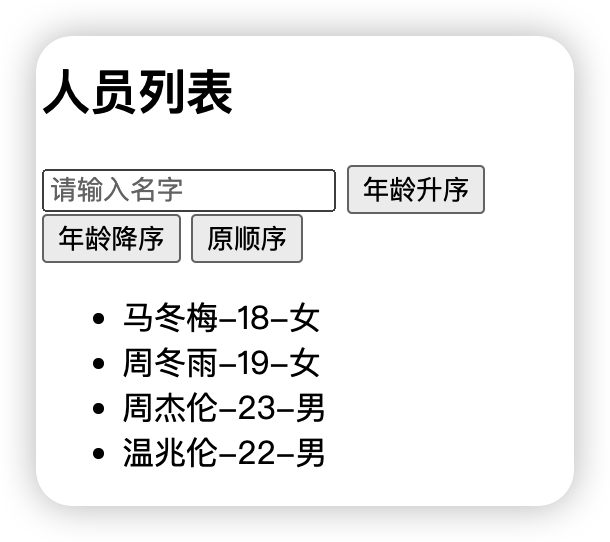 人员列表
请输入名字 年龄升序
年龄降序 原顺序
马冬梅-18-女
周冬雨-19-女
周杰伦-23-男
温兆伦-22-男